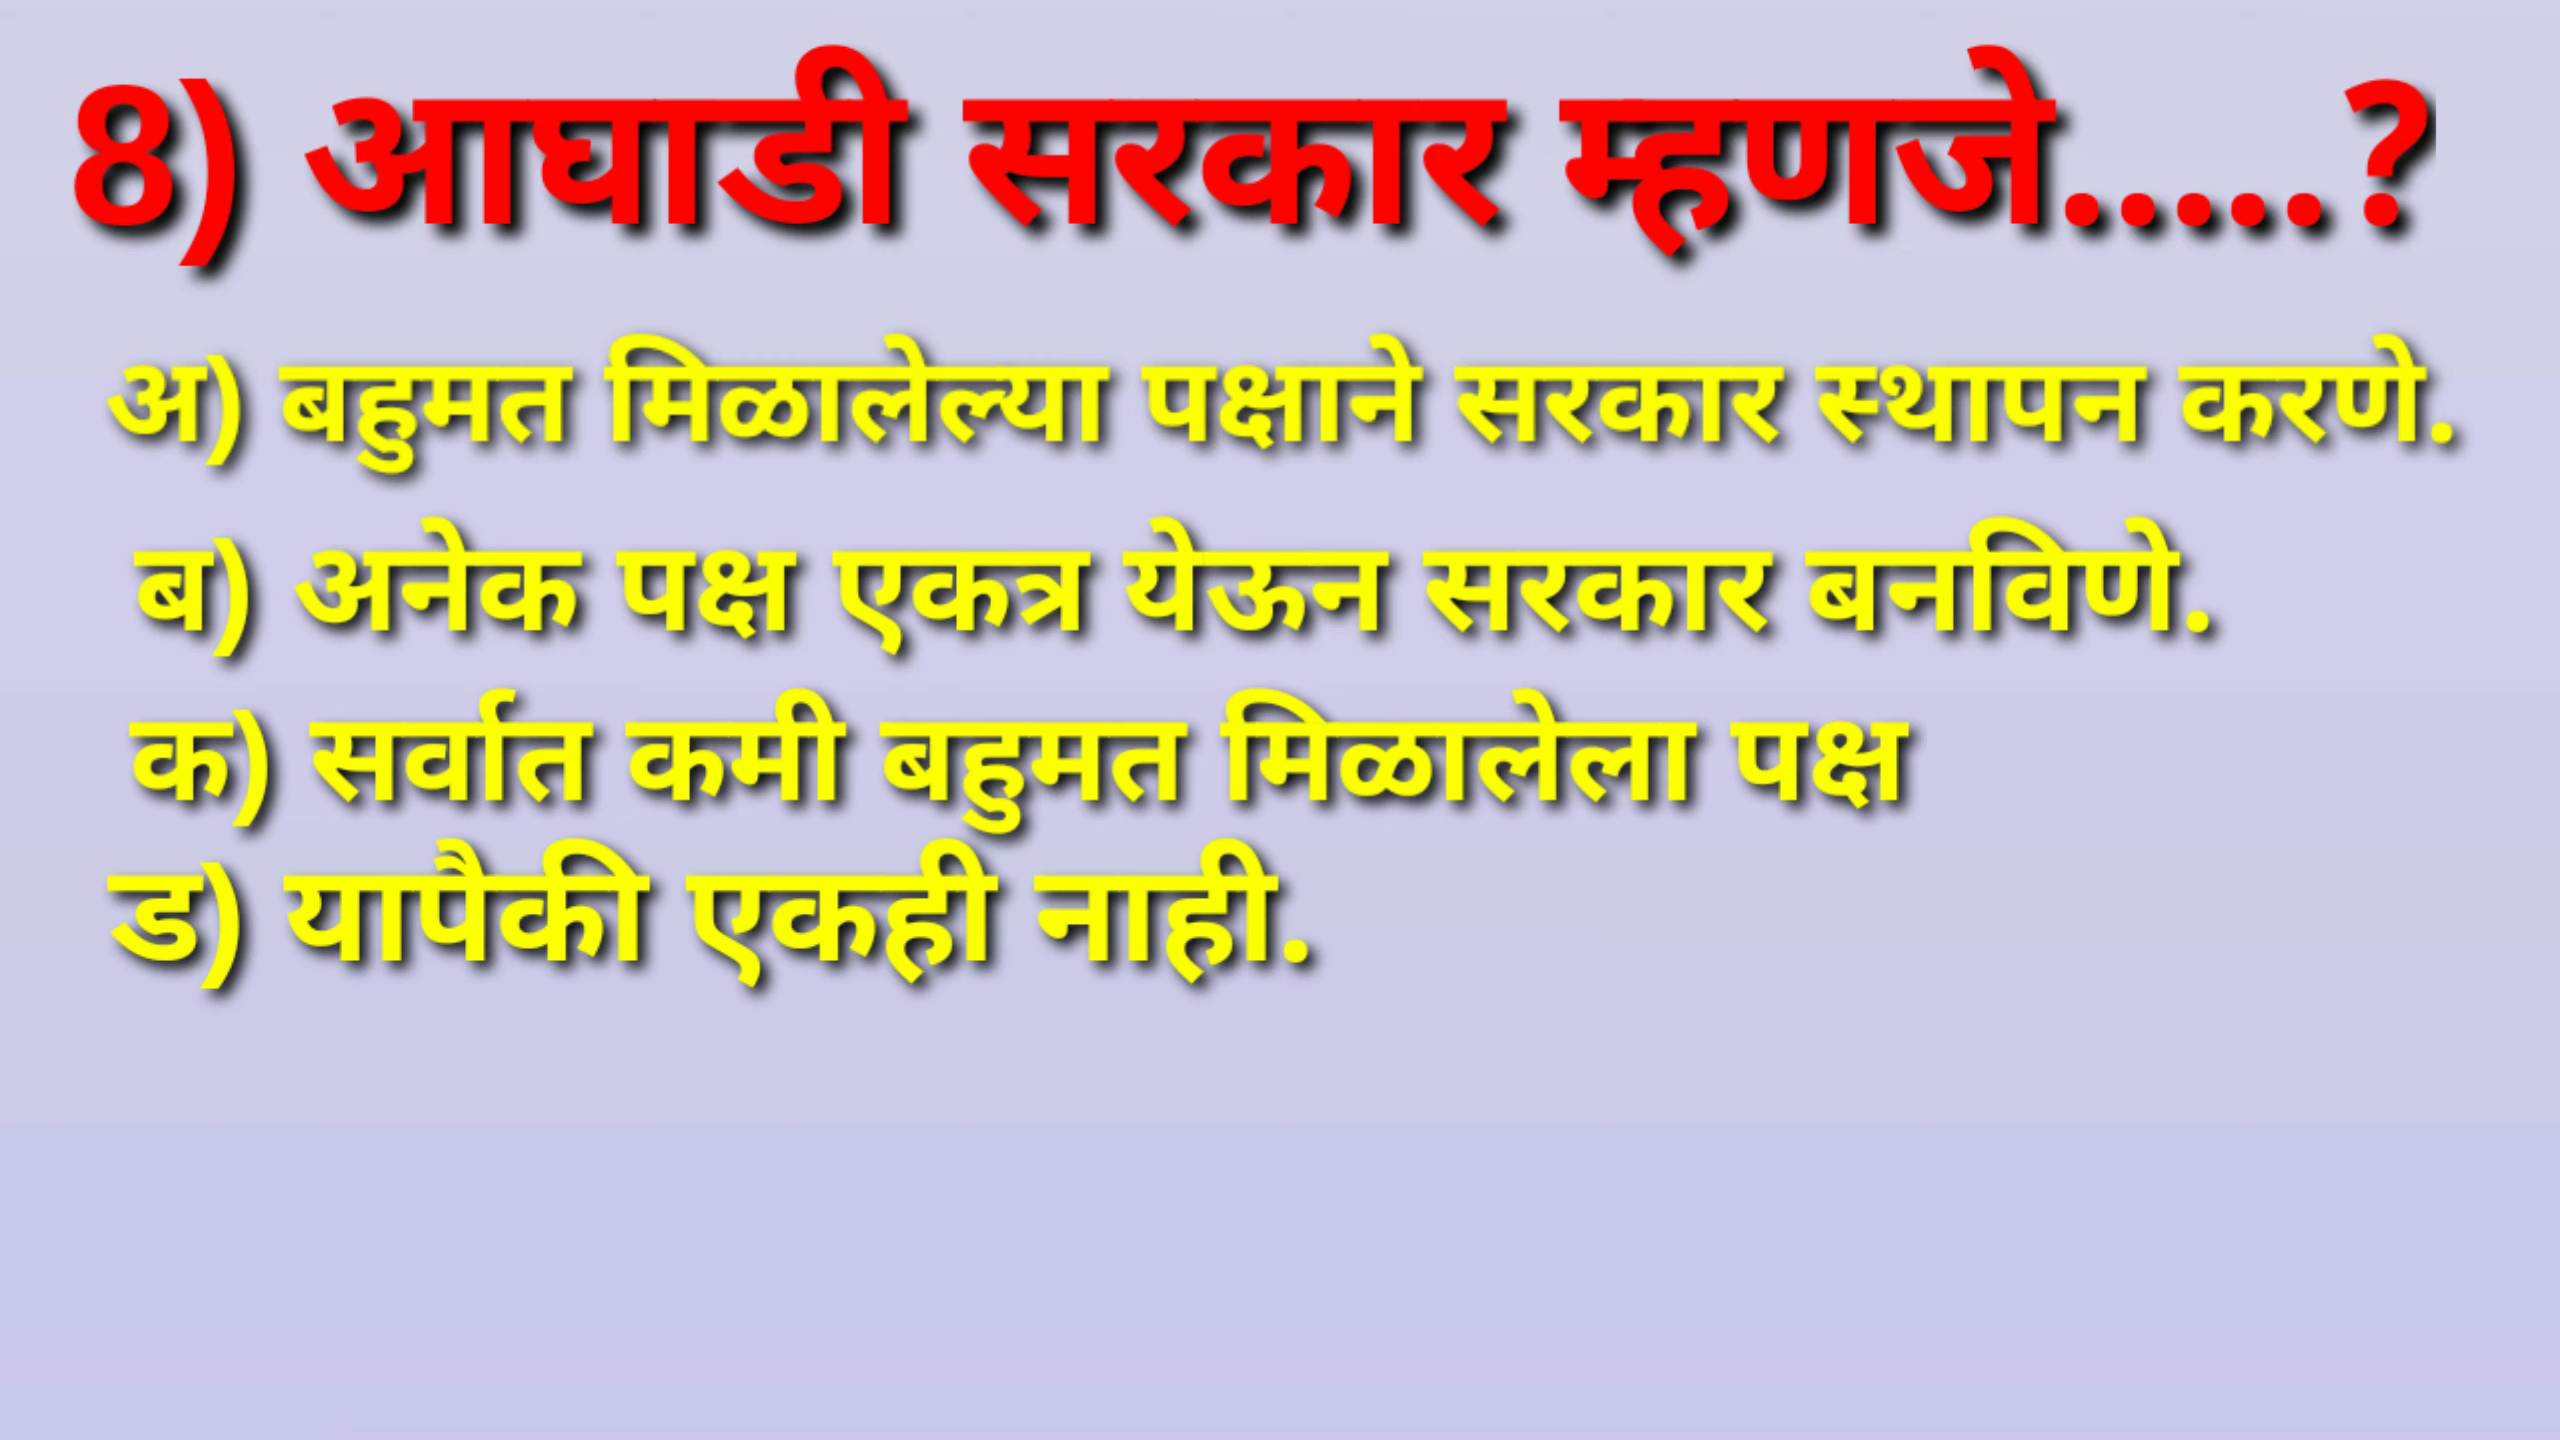 8) आघाडी सरकार म्हणजे.....?
अ) बहुमत मिळालेल्या पक्षाने सरकार स्थापन करणे.
ब) अनेक पक्ष एकत्र येऊन सरकार बनविणे.
क) सर्वात कमी बहुमत मिळालेला पक्ष
ड) यापैकी एकही नाही.